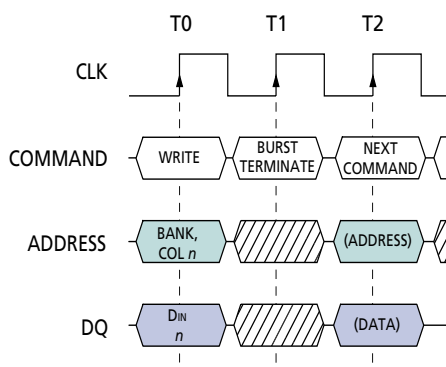 T0 T1 T2
CLK
COMMAND WRITE BURST TERMINATE NEXT COMMAND
ADDRESS BANK, COL n (ADDRESS)
DQ DIN n (DATA)